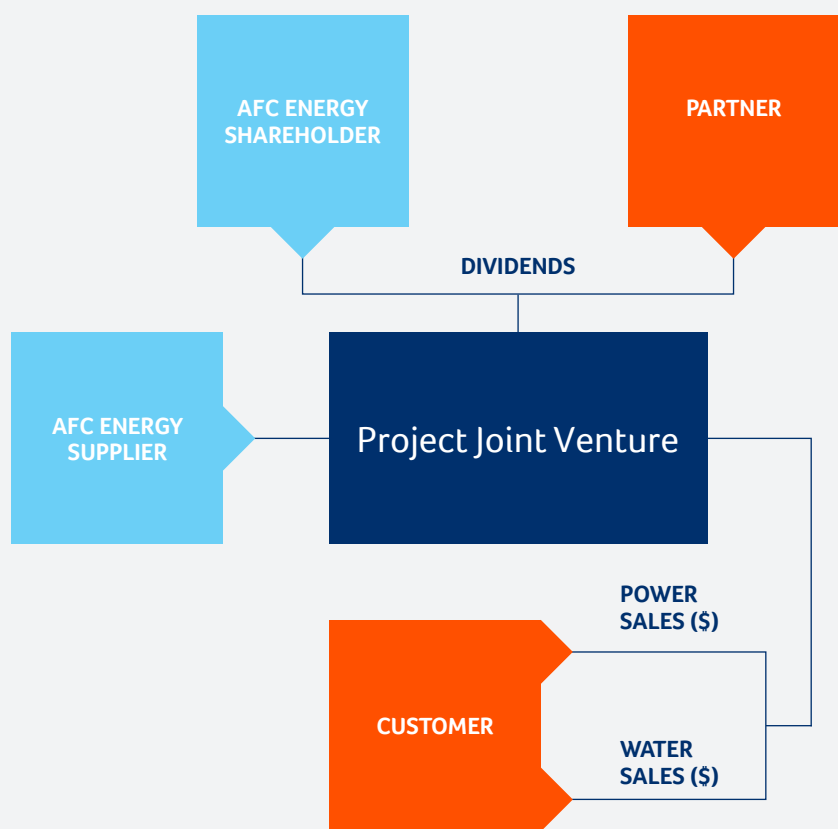 AFC ENERGY
SHAREHOLDER
PARTNER
DIVIDENDS
AFC ENERGY
SUPPLIER
Project Joint Venture
POWER
SALES ($)
CUSTOMER
WATER
SALES ($)